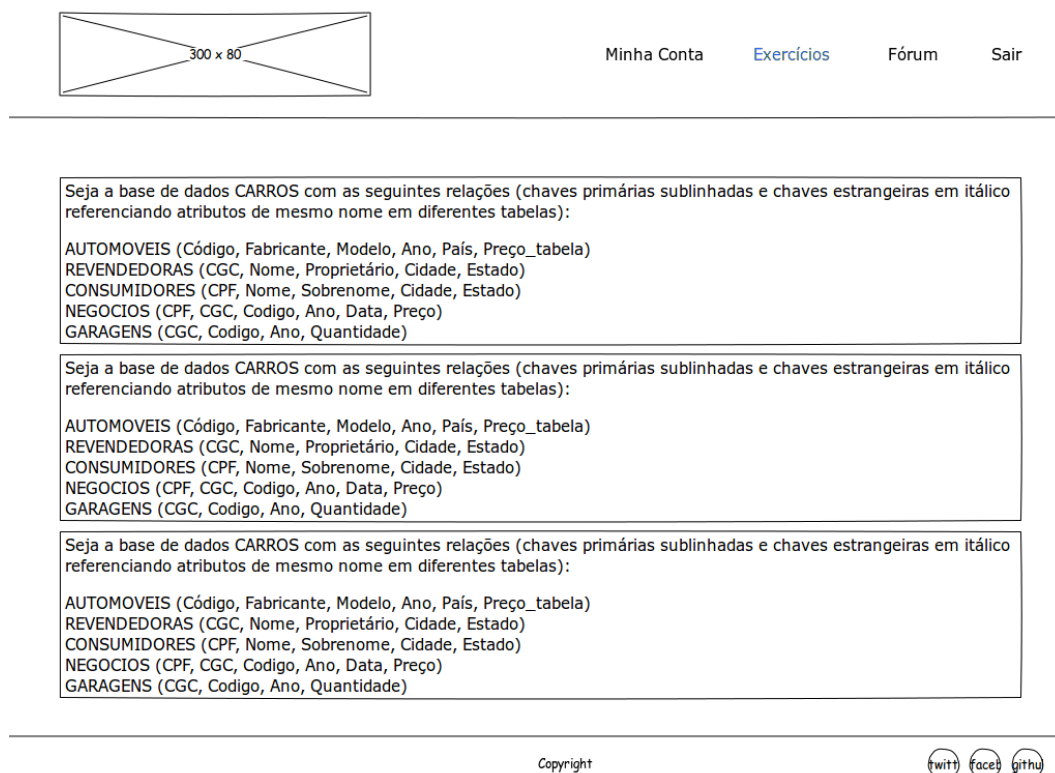 300 x 80
Minha Conta Exercícios Fórum Sair
Seja a base de dados CARROS com as seguintes relações (chaves primárias sublinhadas e chaves estrangeiras em itálico
referenciando atributos de mesmo nome em diferentes tabelas):
AUTOMOVEIS (Código, Fabricante, Modelo, Ano, País, Preço_tabela)
REVENDEDORAS (CGC, Nome, Proprietário, Cidade, Estado)
CONSUMIDORES (CPF, Nome, Sobrenome, Cidade, Estado)
NEGOCIOS (CPF, CGC, Codigo, Ano, Data, Preço)
GARAGENS (CGC, Codigo, Ano, Quantidade)
Seja a base de dados CARROS com as seguintes relações (chaves primárias sublinhadas e chaves estrangeiras em itálico
referenciando atributos de mesmo nome em diferentes tabelas):
AUTOMOVEIS (Código, Fabricante, Modelo, Ano, País, Preço_tabela)
REVENDEDORAS (CGC, Nome, Proprietário, Cidade, Estado)
CONSUMIDORES (CPF, Nome, Sobrenome, Cidade, Estado)
NEGOCIOS (CPF, CGC, Codigo, Ano, Data, Preço)
GARAGENS (CGC, Codigo, Ano, Quantidade)
Seja a base de dados CARROS com as seguintes relações (chaves primárias sublinhadas e chaves estrangeiras em itálico
referenciando atributos de mesmo nome em diferentes tabelas):
AUTOMOVEIS (Código, Fabricante, Modelo, Ano, País, Preço_tabela)
REVENDEDORAS (CGC, Nome, Proprietário, Cidade, Estado)
CONSUMIDORES (CPF, Nome, Sobrenome, Cidade, Estado)
NEGOCIOS (CPF, CGC, Codigo, Ano, Data, Preço)
GARAGENS (CGC, Codigo, Ano, Quantidade)
Copyright twitt faceb githu